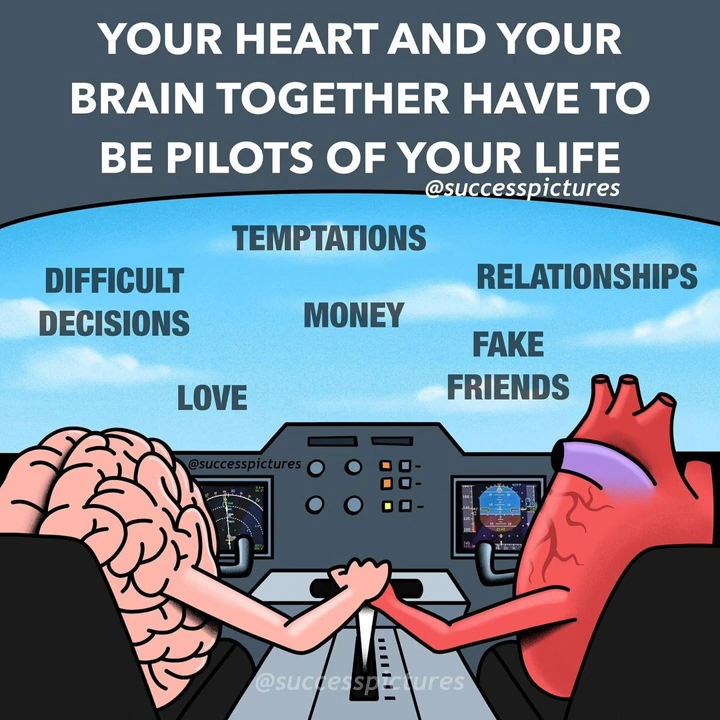 YOUR HEART AND YOUR
BRAIN TOGETHER HAVE TO
BE PILOTS OF YOUR LIFE
@successpictures
TEMPTATIONS
DIFFICULT
DECISIONS
RELATIONSHIPS
MONEY
FAKE
FRIENDS
LOVE
@successpictures
@successpictures